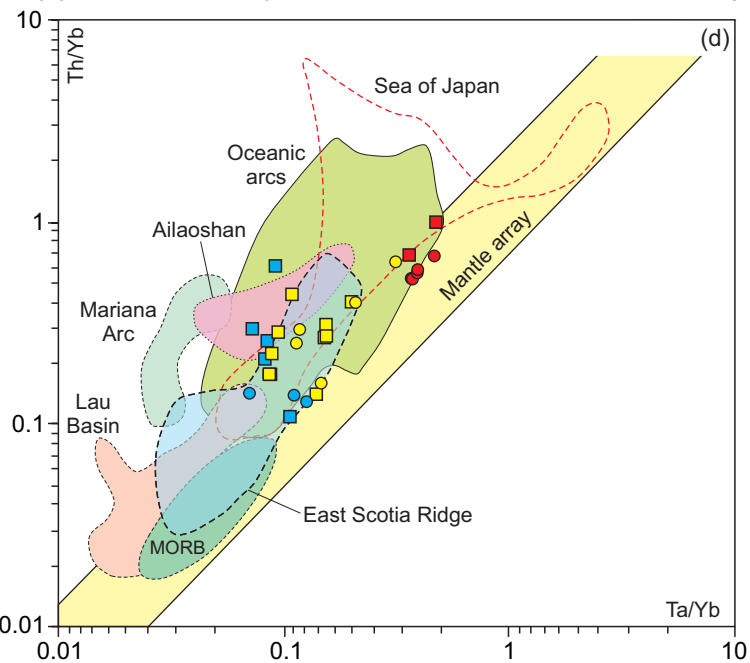 10
(d)
Th/Yb
Sea of Japan
Oceanic
arcs
1
Ailaoshan
Mantle array
Mariana
Arc
0.1
Lau
Basin
East Scotia Ridge
MORB
Ta/Yb
0.01
0.01
0.1
1
10